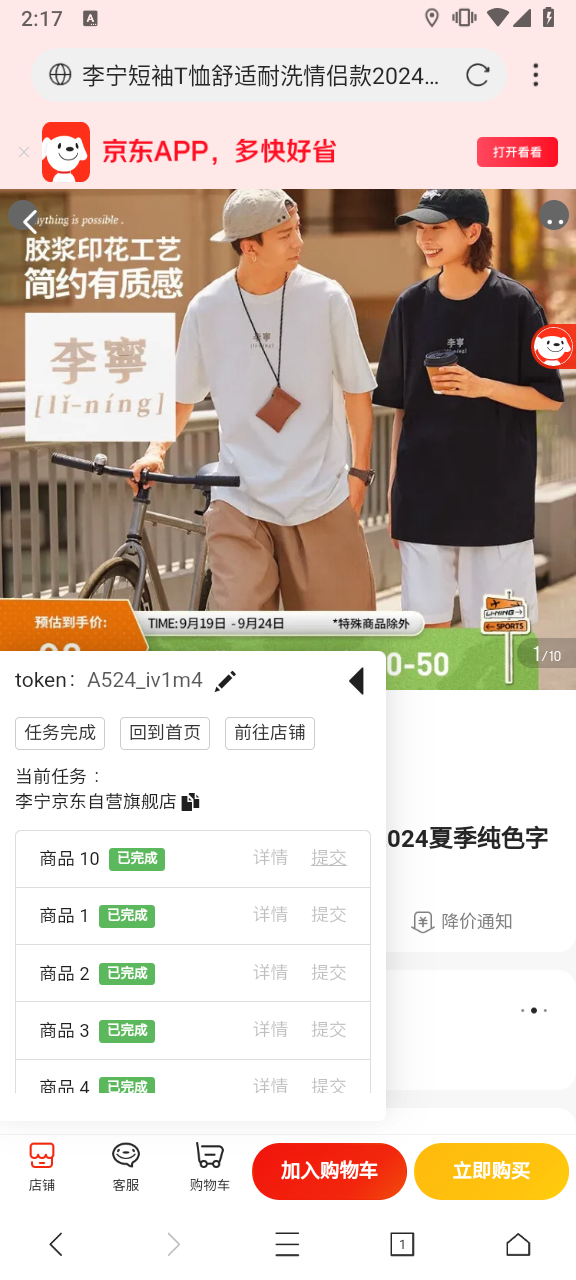 2:17
A
李宁短袖T恤舒适耐洗情侣款2024...
京东APP，多快好省
打开看看
Anything is possible .
胶浆印花工艺
简约有质感
李寧
[lǐ-níng]
李寧
李寧
LI-NING
SPORTS
预估到手价:
TIME:9月19日 - 9月24日
*特殊商品除外
0-50
1/10
token： A524_iv1m4
任务完成
回到首页
前往店铺
当前任务：
李宁京东自营旗舰店
024夏季纯色字
商品 10 已完成 详情 提交
商品 1 已完成 详情 提交
降价通知
商品 2 已完成 详情 提交
商品 3 已完成 详情 提交
商品 4 已完成 详情 提交
店铺
客服
购物车
加入购物车
立即购买
1